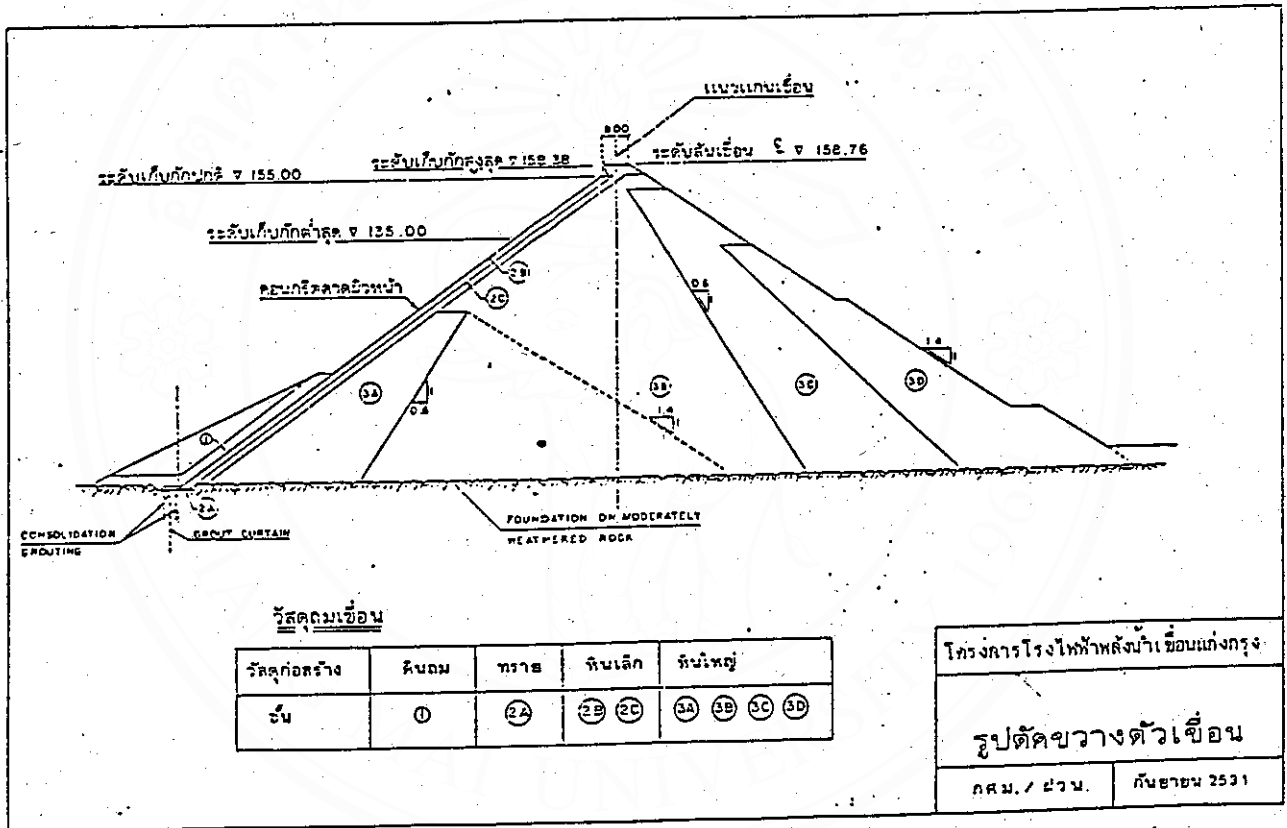 แนวแกนเขื่อน
8.00
ระดับเก็บกักสูงสุด ▽ 158.38
ระดับสันเขื่อน ▽ 158.76
ระดับเก็บกักปกติ ▽ 155.00
ระดับเก็บกักต่ำสุด ▽ 135.00
2B
2C
คอนกรีตดาดผิวหน้า
0.6
1
1.4
1
3A
0.4
1
3B
1.4
1
3C
3D
1
2A
CONSOLIDATION
GROUTING
GROUT CURTAIN
FOUNDATION ON MODERATELY
WEATHERED ROCK
วัสดุถมเขื่อน
วัสดุก่อสร้าง ดินถม ทราย หินเล็ก หินใหญ่
ชั้น 1 2A 2B 2C 3A 3B 3C 3D
โครงการโรงไฟฟ้าพลังน้ำเขื่อนแก่งกรุง
รูปตัดขวางตัวเขื่อน
กศม. / ฝวน. กันยายน 2531